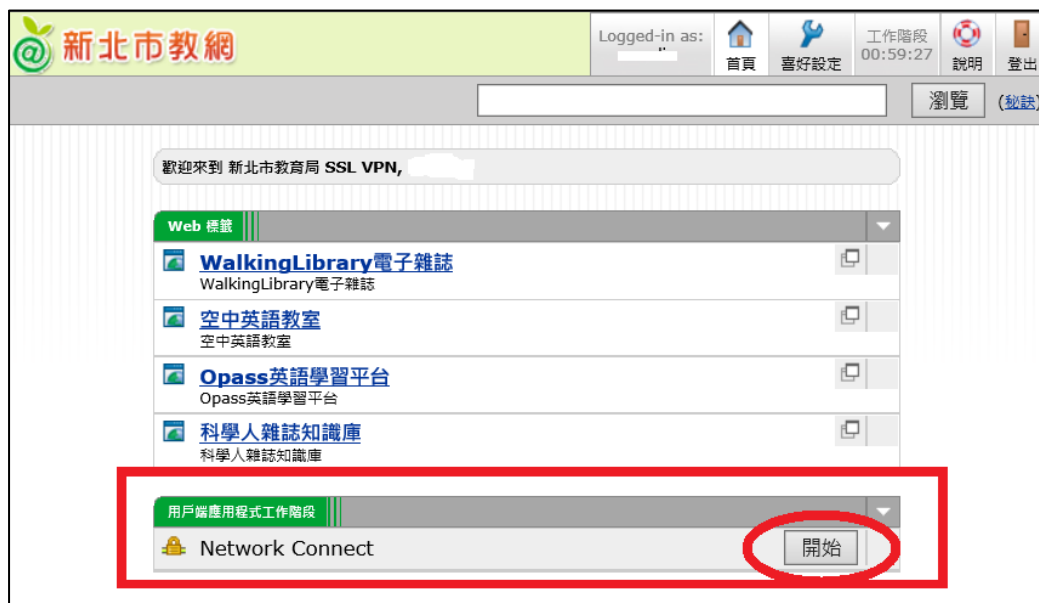 新北市教網
Logged-in as:
首頁
喜好設定
工作階段
00:59:27
說明
登出
瀏覽
(秘訣)
歡迎來到 新北市教育局 SSL VPN,
Web 標籤
WalkingLibrary電子雜誌
WalkingLibrary電子雜誌
空中英語教室
空中英語教室
Opass英語學習平台
Opass英語學習平台
科學人雜誌知識庫
科學人雜誌知識庫
用戶端應用程式工作階段
Network Connect
開始